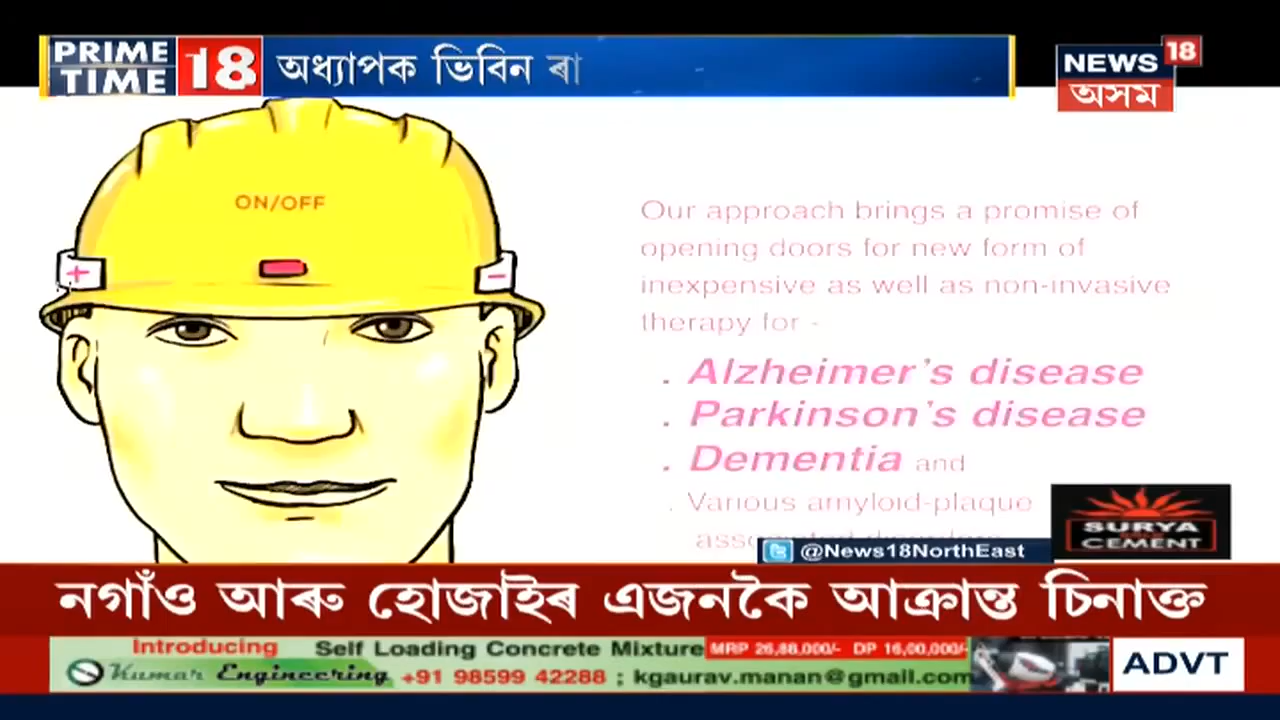 PRIME
TIME 18
অধ্যাপক ভিবিন ৰা
NEWS 18
অসম
ON/OFF
+
−
Our approach brings a promise of
opening doors for new form of
inexpensive as well as non-invasive
therapy for -
. Alzheimer's disease
. Parkinson's disease
. Dementia and
. Various amyloid-plaque
@News18NorthEast
SURYA
CEMENT
নগাঁও আৰু হোজাইৰ এজনকৈ আক্ৰান্ত চিনাক্ত
Introducing Self Loading Concrete Mixture MRP 26,88,000/- DP 16,00,000/-
Kumar Engineering +91 98599 42288 ; kgaurav.manan@gmail.com
ADVT